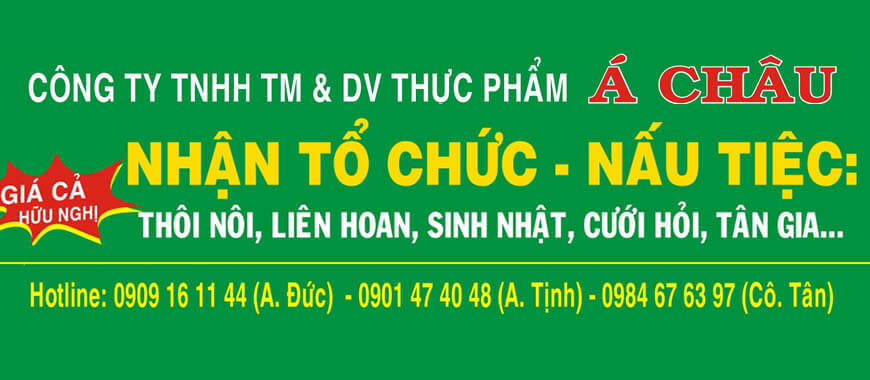 CÔNG TY TNHH TM & DV THỰC PHẨM Á CHÂU
NHẬN TỔ CHỨC - NẤU TIỆC:
GIÁ CẢ
HỮU NGHỊ
THÔI NÔI, LIÊN HOAN, SINH NHẬT, CƯỚI HỎI, TÂN GIA...
Hotline: 0909 16 11 44 (A. Đức) - 0901 47 40 48 (A. Tịnh) - 0984 67 63 97 (Cô. Tân)